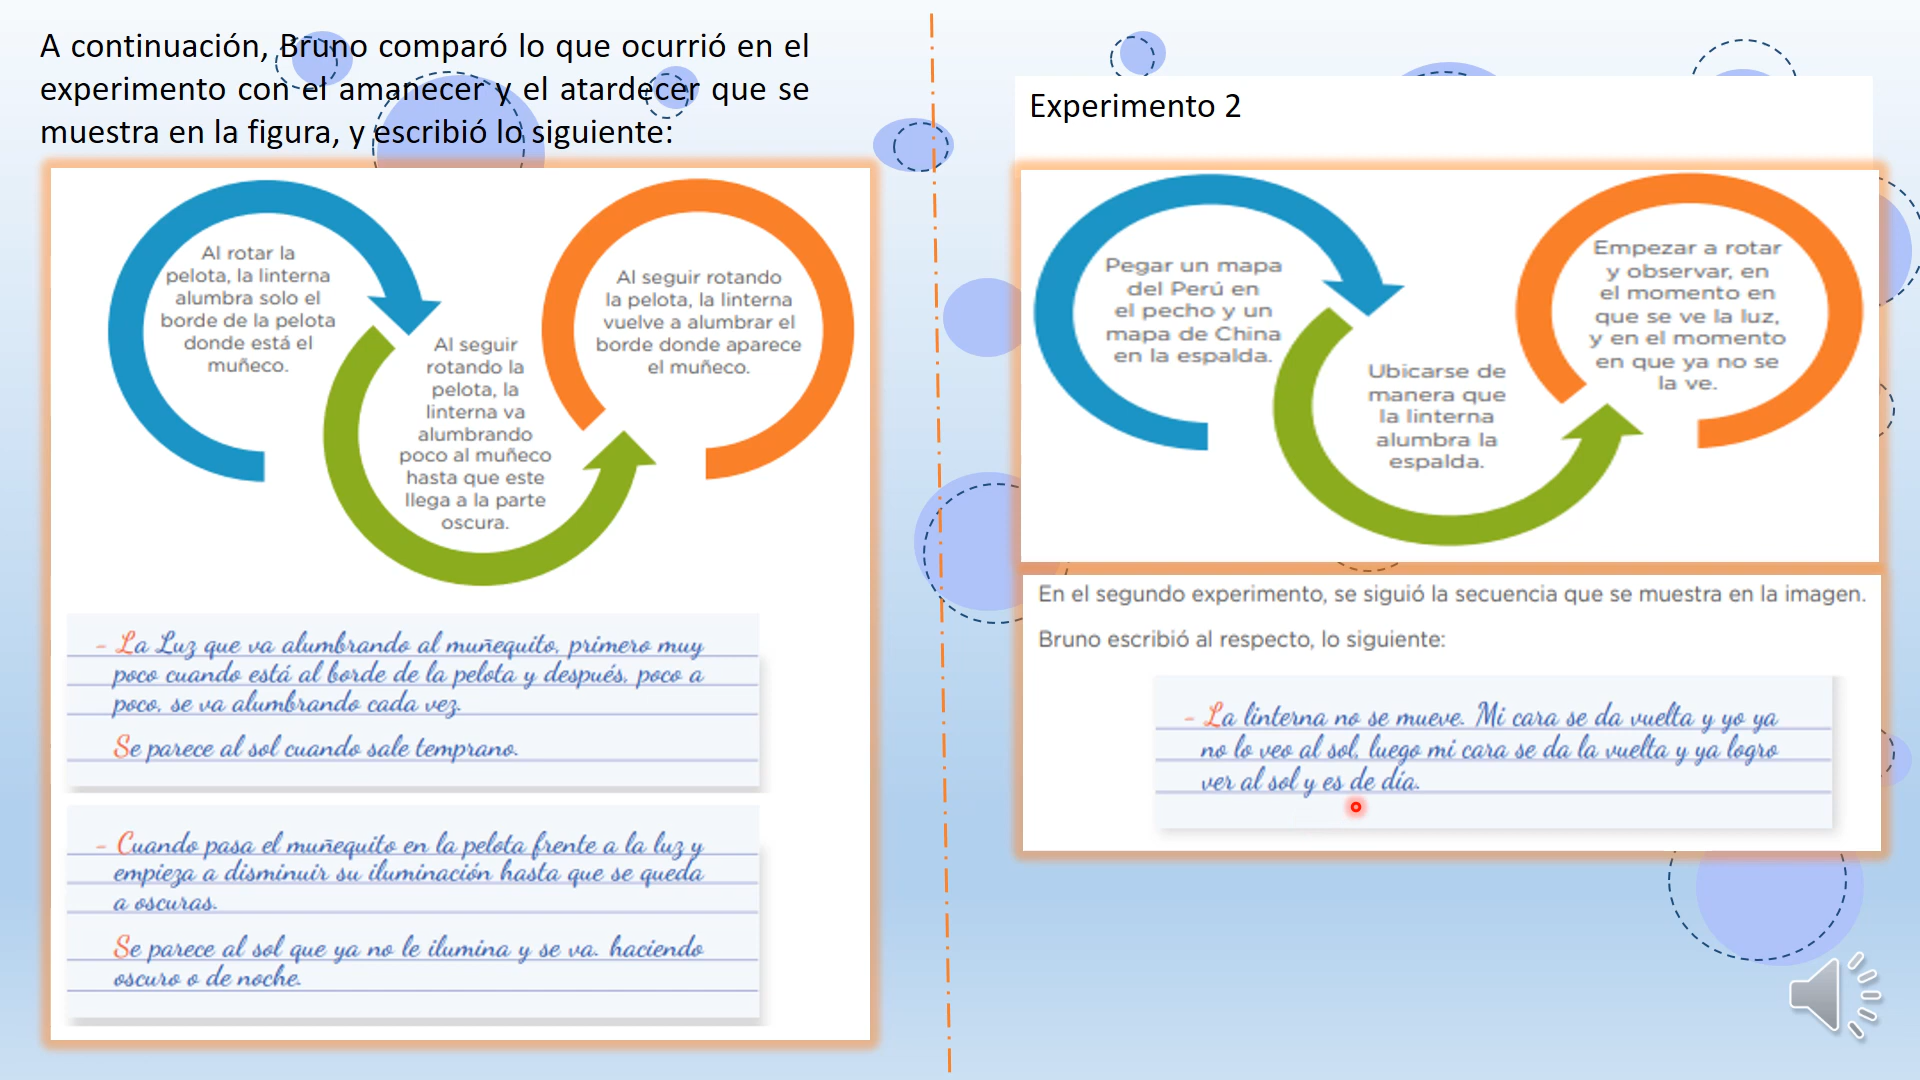 A continuación, Bruno comparó lo que ocurrió en el
experimento con el amanecer y el atardecer que se
muestra en la figura, y escribió lo siguiente:
Al rotar la
pelota, la linterna
alumbra solo el
borde de la pelota
donde está el
muñeco.
Al seguir
rotando la
pelota, la
linterna va
alumbrando
poco al muñeco
hasta que este
llega a la parte
oscura.
Al seguir rotando
la pelota, la linterna
vuelve a alumbrar el
borde donde aparece
el muñeco.
- La Luz que va alumbrando al muñequito, primero muy
poco cuando está al borde de la pelota y después, poco a
poco, se va alumbrando cada vez.
Se parece al sol cuando sale temprano.
- Cuando pasa el muñequito en la pelota frente a la luz y
empieza a disminuir su iluminación hasta que se queda
a oscuras.
Se parece al sol que ya no le ilumina y se va. haciendo
oscuro o de noche.
Experimento 2
Pegar un mapa
del Perú en
el pecho y un
mapa de China
en la espalda.
Ubicarse de
manera que
la linterna
alumbra la
espalda.
Empezar a rotar
y observar, en
el momento en
que se ve la luz,
y en el momento
en que ya no se
la ve.
En el segundo experimento, se siguió la secuencia que se muestra en la imagen.
Bruno escribió al respecto, lo siguiente:
- La linterna no se mueve. Mi cara se da vuelta y yo ya
no lo veo al sol, luego mi cara se da la vuelta y ya logro
ver al sol y es de día.